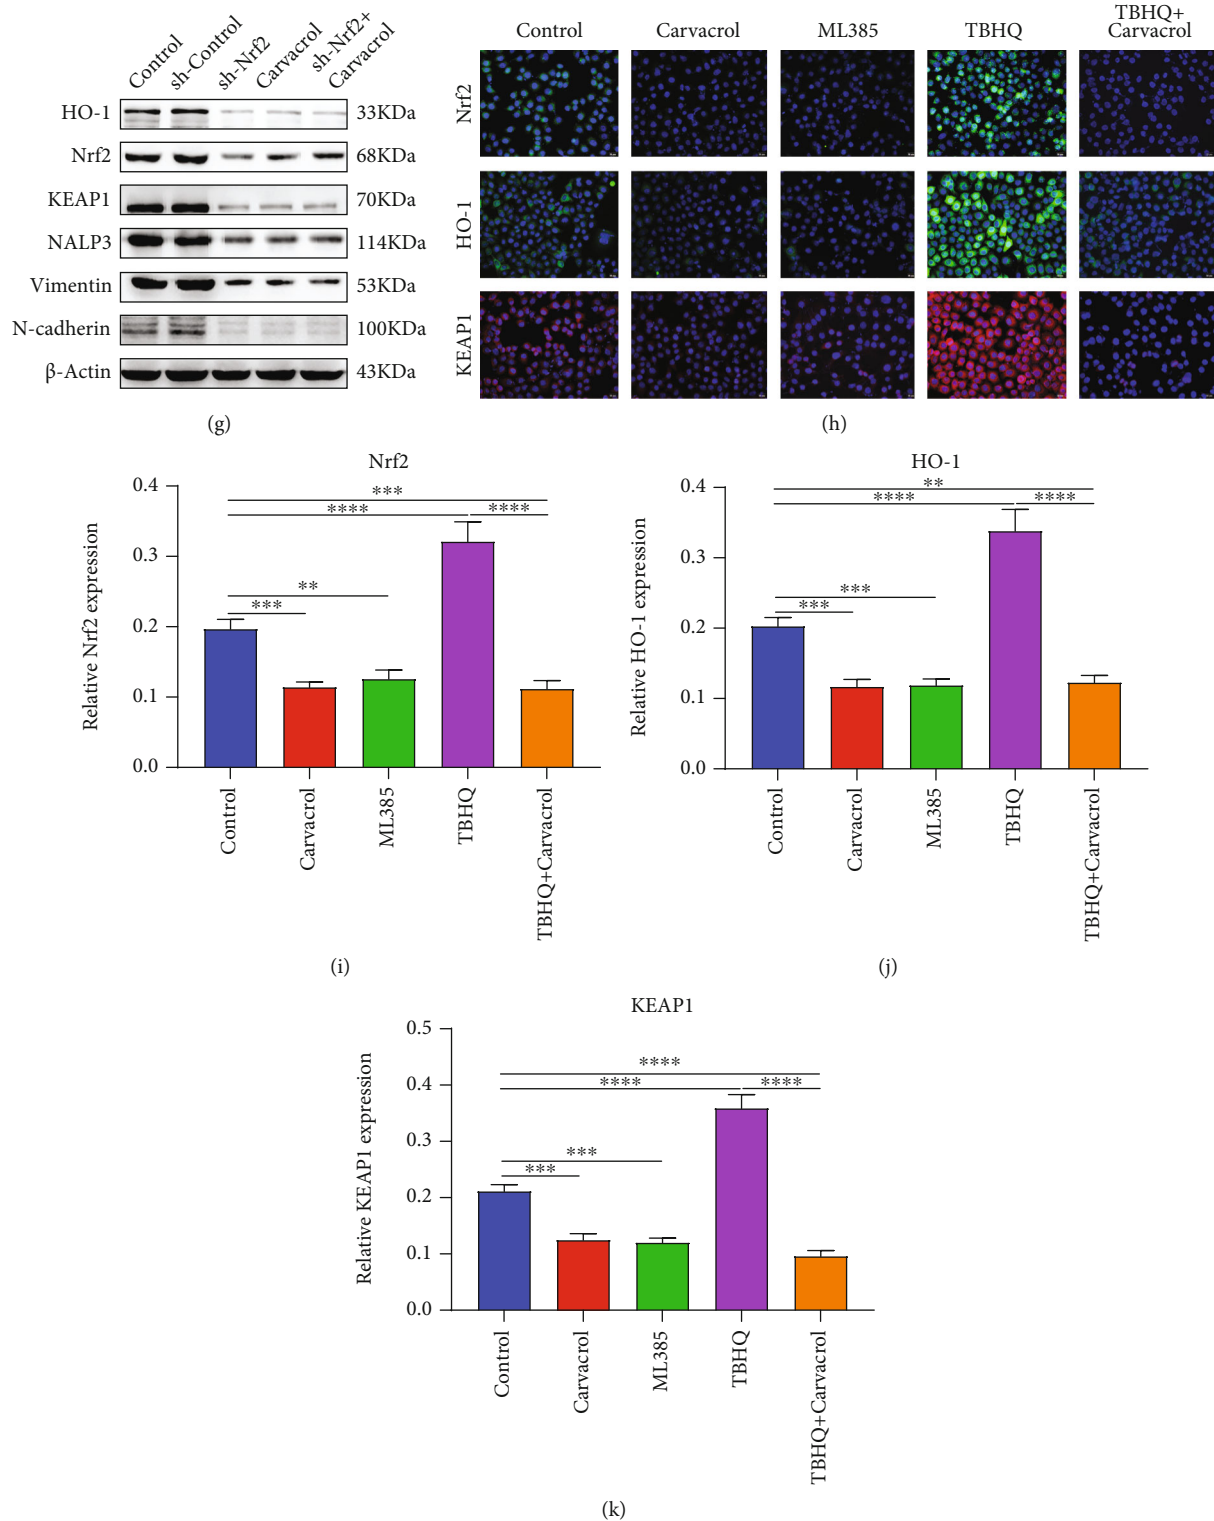 Control
sh-Control
sh-Nrf2
Carvacrol
sh-Nrf2+
Carvacrol
HO-1 33KDa
Nrf2 68KDa
KEAP1 70KDa
NALP3 114KDa
Vimentin 53KDa
N-cadherin 100KDa
β-Actin 43KDa
(g)
Control Carvacrol ML385 TBHQ TBHQ+
Carvacrol
Nrf2
HO-1
KEAP1
(h)
Nrf2
Relative Nrf2 expression
0.4
0.3
0.2
0.1
0.0
***
****
****
**
***
Control
Carvacrol
ML385
TBHQ
TBHQ+Carvacrol
(i)
HO-1
Relative HO-1 expression
0.4
0.3
0.2
0.1
0.0
**
****
****
***
***
Control
Carvacrol
ML385
TBHQ
TBHQ+Carvacrol
(j)
KEAP1
Relative KEAP1 expression
0.5
0.4
0.3
0.2
0.1
0.0
****
****
****
***
***
Control
Carvacrol
ML385
TBHQ
TBHQ+Carvacrol
(k)